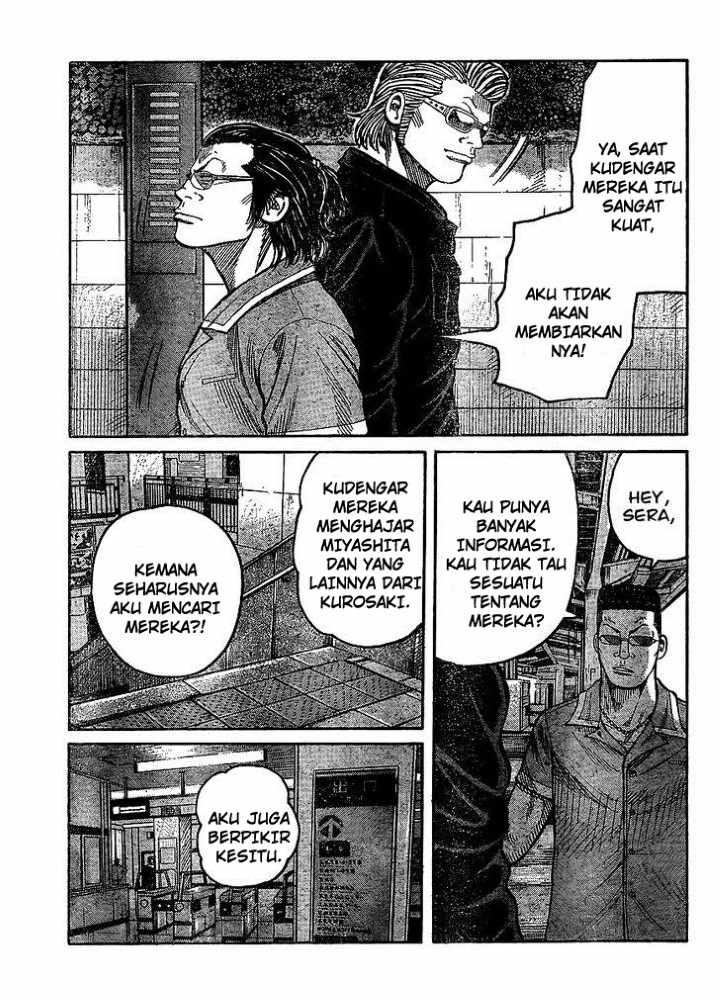 YA, SAAT
KUDENGAR
MEREKA ITU
SANGAT
KUAT,
AKU TIDAK
AKAN
MEMBIARKAN
NYA!
HEY,
SERA,
KAU PUNYA
BANYAK
INFORMASI.
KAU TIDAK TAU
SESUATU
TENTANG
MEREKA?
KUDENGAR
MEREKA
MENGHAJAR
MIYASHITA
DAN YANG
LAINNYA DARI
KUROSAKI.
KEMANA
SEHARUSNYA
AKU MENCARI
MEREKA?!
AKU JUGA
BERPIKIR
KESITU.
出口